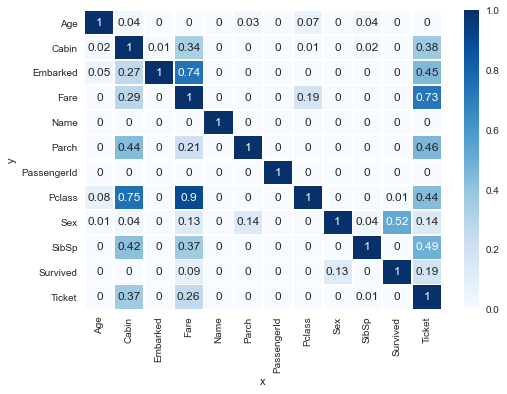 Age 1 0.04 0 0 0 0.03 0 0.07 0 0.04 0 0 1.0
Cabin 0.02 1 0.01 0.34 0 0 0 0.01 0 0.02 0 0.38
Embarked 0.05 0.27 1 0.74 0 0 0 0 0 0 0 0.45 0.8
Fare 0 0.29 0 1 0 0 0 0.19 0 0 0 0.73
Name 0 0 0 0 1 0 0 0 0 0 0 0 0.6
Parch 0 0.44 0 0.21 0 1 0 0 0 0 0 0.46
y
PassengerId 0 0 0 0 0 0 1 0 0 0 0 0
Pclass 0.08 0.75 0 0.9 0 0 0 1 0 0 0.01 0.44 0.4
Sex 0.01 0.04 0 0.13 0 0.14 0 0 1 0.04 0.52 0.14
SibSp 0 0.42 0 0.37 0 0 0 0 0 1 0 0.49 0.2
Survived 0 0 0 0.09 0 0 0 0 0.13 0 1 0.19
Ticket 0 0.37 0 0.26 0 0 0 0 0 0.01 0 1 0.0
Age Cabin Embarked Fare Name Parch PassengerId Pclass Sex SibSp Survived Ticket
x